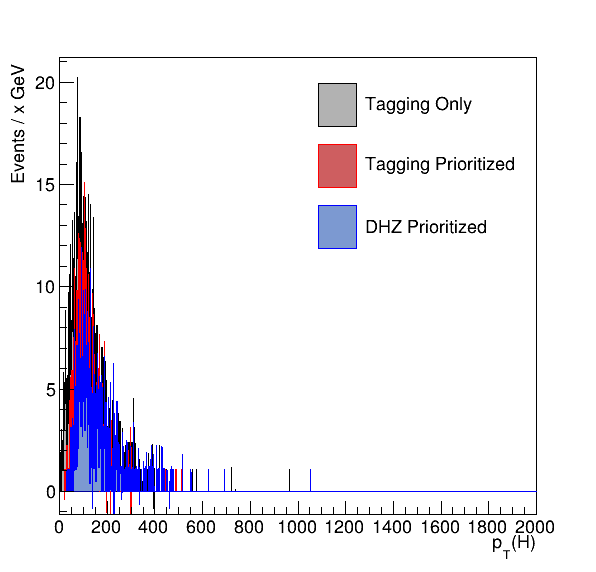 Events / x GeV
20
15
10
5
0
Tagging Only
Tagging Prioritized
DHZ Prioritized
0 200 400 600 800 1000 1200 1400 1600 1800 2000
p_T(H)